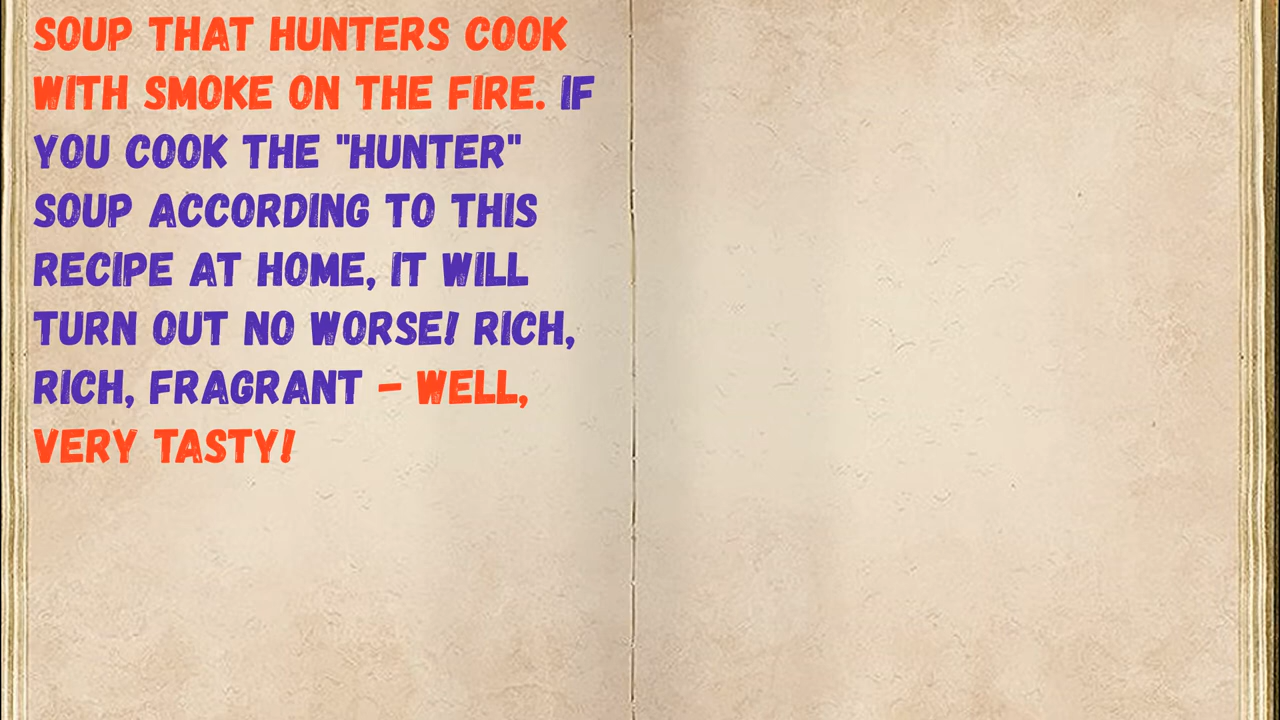 SOUP THAT HUNTERS COOK
WITH SMOKE ON THE FIRE. IF
YOU COOK THE "HUNTER"
SOUP ACCORDING TO THIS
RECIPE AT HOME, IT WILL
TURN OUT NO WORSE! RICH,
RICH, FRAGRANT – WELL,
VERY TASTY!